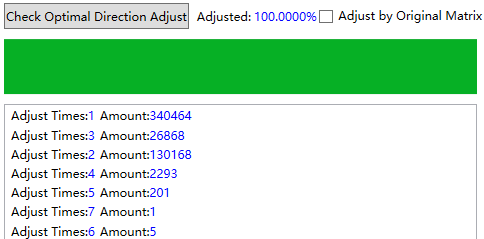 Check Optimal Direction Adjust Adjusted: 100.0000% Adjust by Original Matrix
Adjust Times:1 Amount:340464
Adjust Times:3 Amount:26868
Adjust Times:2 Amount:130168
Adjust Times:4 Amount:2293
Adjust Times:5 Amount:201
Adjust Times:7 Amount:1
Adjust Times:6 Amount:5